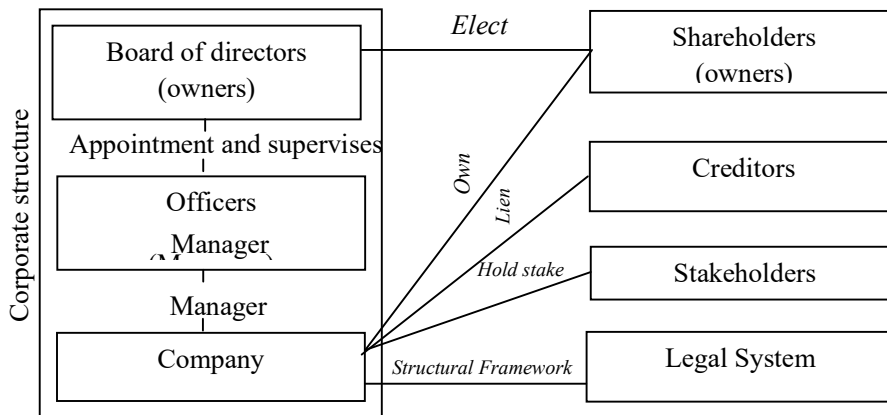 Corporate structure
Board of directors
(owners)
Appointment and supervises
Officers
Manager
Manager
Company
Elect
Own
Lien
Hold stake
Structural Framework
Shareholders
(owners)
Creditors
Stakeholders
Legal System